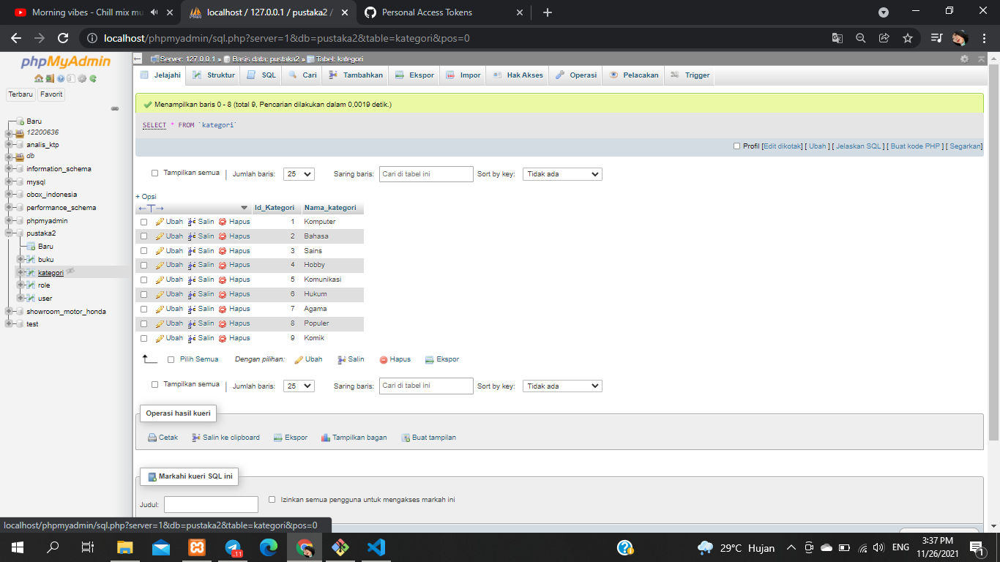 Morning vibes - Chill mix mu
localhost / 127.0.0.1 / pustaka2 /
Personal Access Tokens
localhost/phpmyadmin/sql.php?server=1&db=pustaka2&table=kategori&pos=0
phpMyAdmin
Terbaru Favorit
Baru
12200636
analis_ktp
db
information_schema
mysql
obox_indonesia
performance_schema
phpmyadmin
pustaka2
Baru
buku
kategori
role
user
showroom_motor_honda
test
Server: 127.0.0.1 » Basis data: pustaka2 » Tabel: kategori
Jelajahi Struktur SQL Cari Tambahkan Ekspor Impor Hak Akses Operasi Pelacakan Trigger
Menampilkan baris 0 - 8 (total 9, Pencarian dilakukan dalam 0,0019 detik.)
SELECT * FROM `kategori`
Profil [Edit dikotak] [ Ubah ] [ Jelaskan SQL ] [ Buat kode PHP ] [ Segarkan]
Tampilkan semua | Jumlah baris: 25 Saring baris: Cari di tabel ini Sort by key: Tidak ada
+ Opsi
←T→ Id_Kategori Nama_kategori
Ubah Salin Hapus 1 Komputer
Ubah Salin Hapus 2 Bahasa
Ubah Salin Hapus 3 Sains
Ubah Salin Hapus 4 Hobby
Ubah Salin Hapus 5 Komunikasi
Ubah Salin Hapus 6 Hukum
Ubah Salin Hapus 7 Agama
Ubah Salin Hapus 8 Populer
Ubah Salin Hapus 9 Komik
Pilih Semua Dengan pilihan: Ubah Salin Hapus Ekspor
Tampilkan semua | Jumlah baris: 25 Saring baris: Cari di tabel ini Sort by key: Tidak ada
Operasi hasil kueri
Cetak Salin ke clipboard Ekspor Tampilkan bagan Buat tampilan
Markahi kueri SQL ini
Judul: Izinkan semua pengguna untuk mengakses markah ini
localhost/phpmyadmin/sql.php?server=1&db=pustaka2&table=kategori&pos=0
..11
29°C Hujan
ENG
3:37 PM
11/26/2021
1